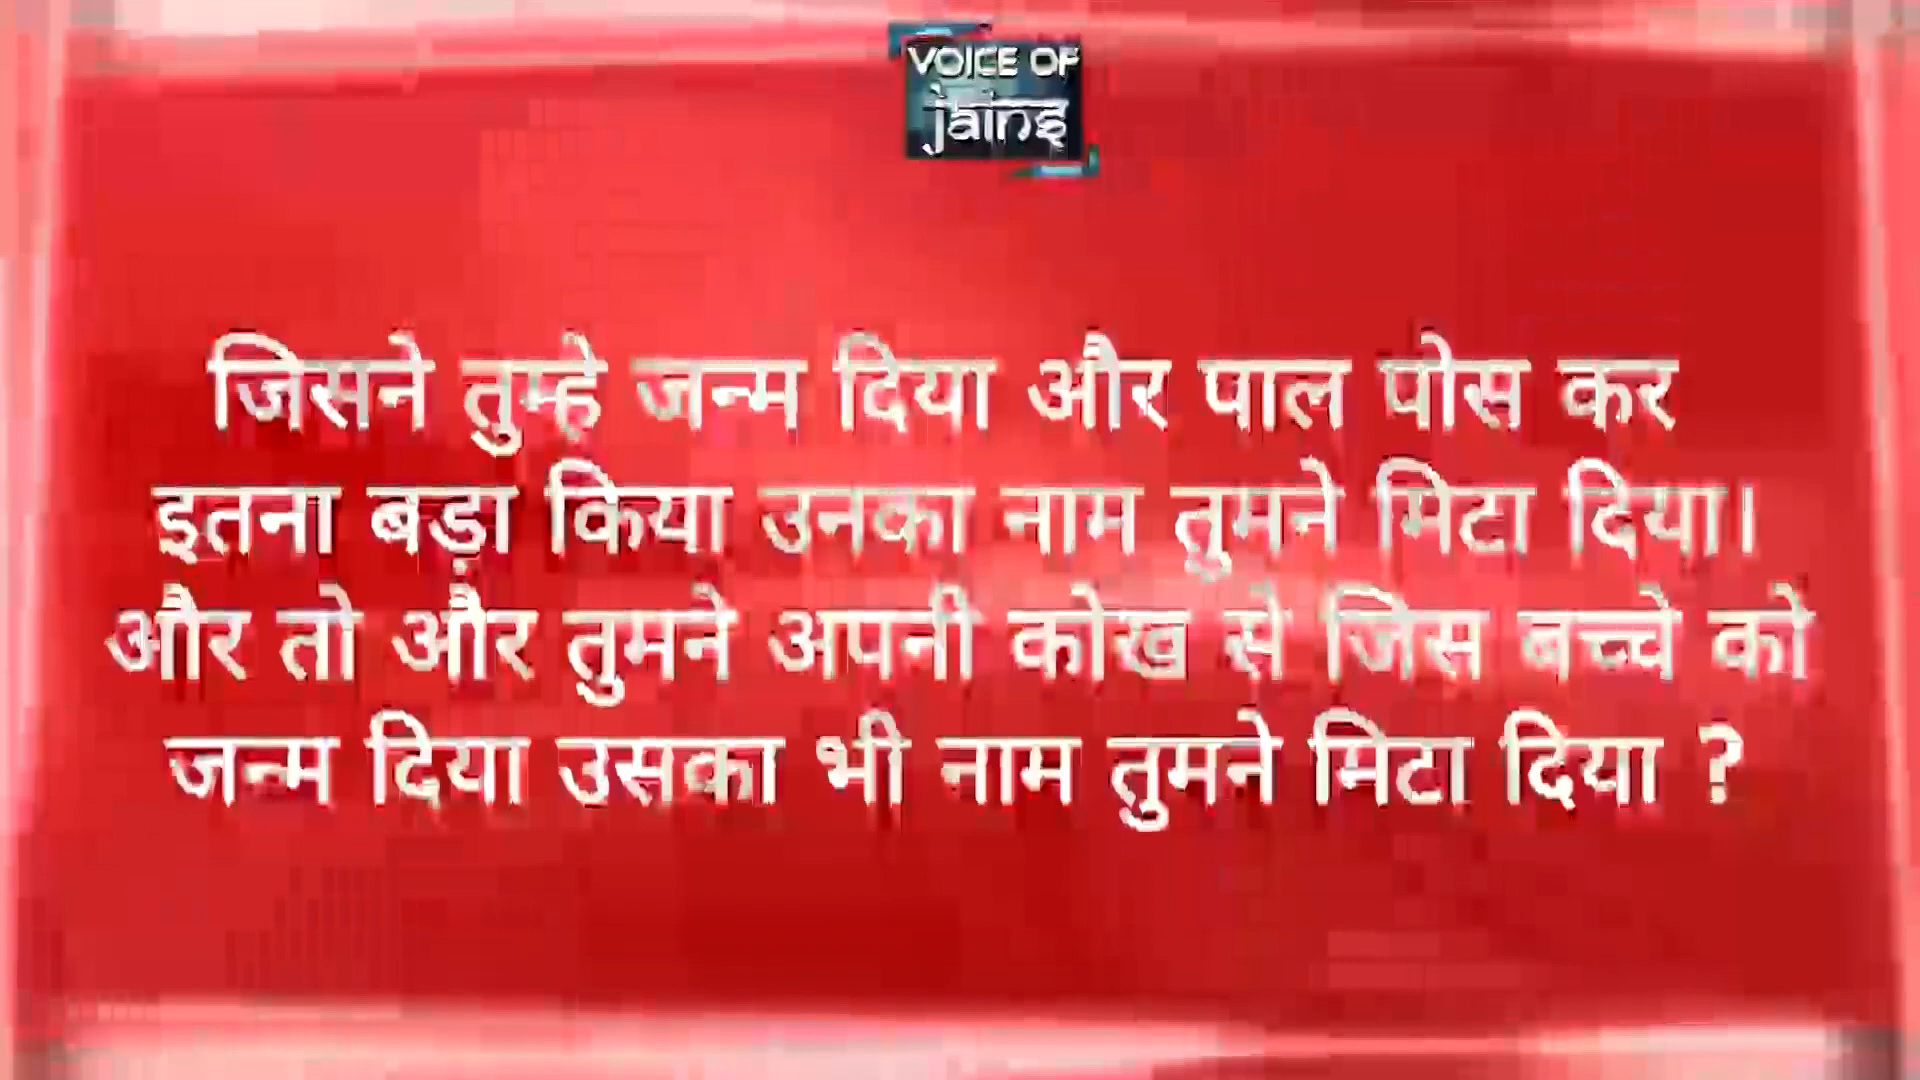 VOICE OF
jains
जिसने तुम्हे जन्म दिया और पाल पोस कर
इतना बड़ा किया उनका नाम तुमने मिटा दिया।
और तो और तुमने अपनी कोख से जिस बच्चे को
जन्म दिया उसका भी नाम तुमने मिटा दिया ?